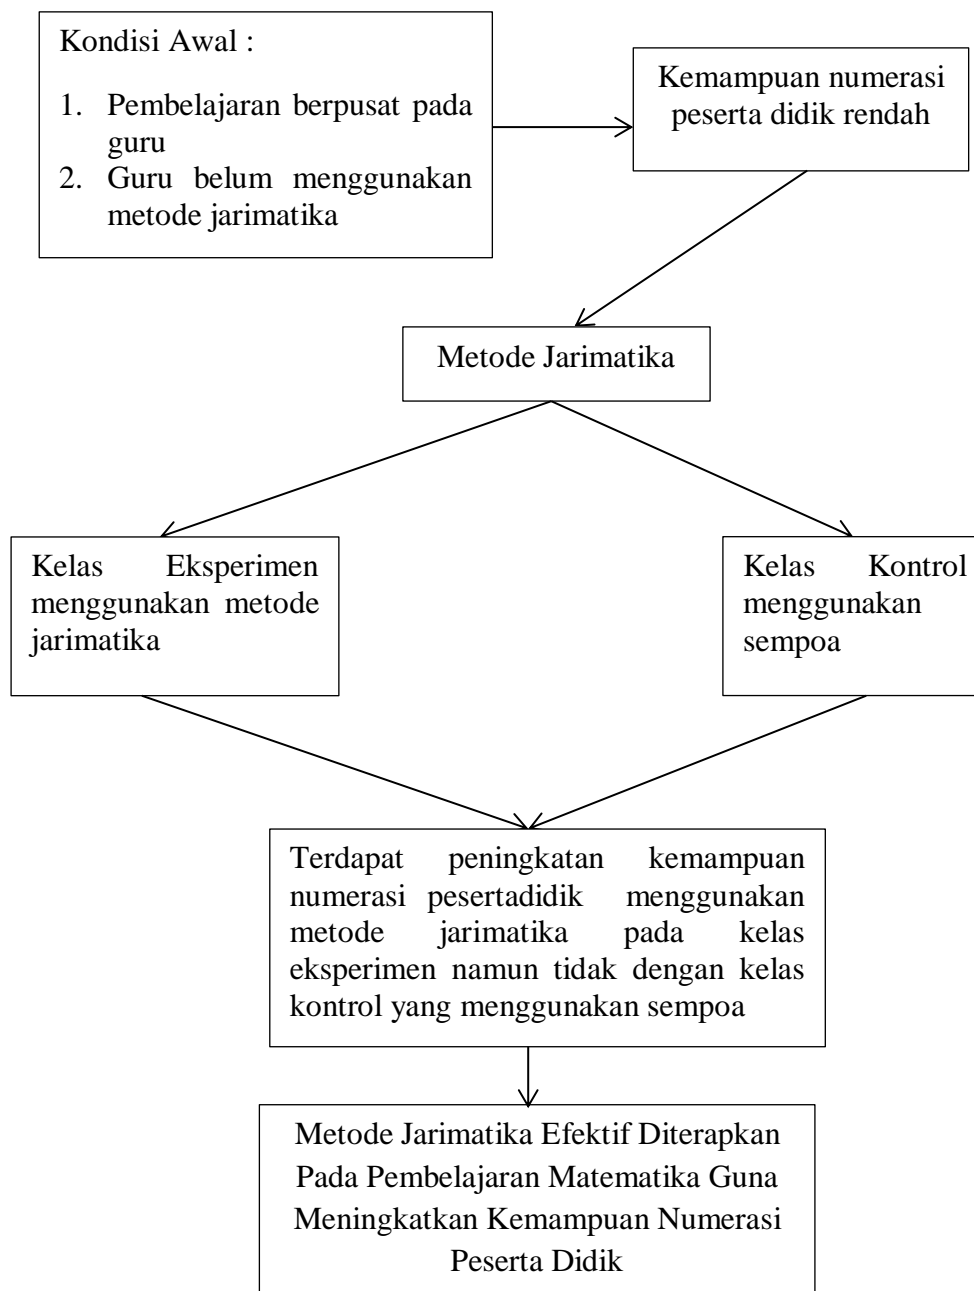 Kondisi Awal :
1. Pembelajaran berpusat pada
guru
2. Guru belum menggunakan
metode jarimatika
Kemampuan numerasi
peserta didik rendah
Metode Jarimatika
Kelas Eksperimen
menggunakan metode
jarimatika
Kelas Kontrol
menggunakan
sempoa
Terdapat peningkatan kemampuan
numerasi pesertadidik menggunakan
metode jarimatika pada kelas
eksperimen namun tidak dengan kelas
kontrol yang menggunakan sempoa
Metode Jarimatika Efektif Diterapkan
Pada Pembelajaran Matematika Guna
Meningkatkan Kemampuan Numerasi
Peserta Didik